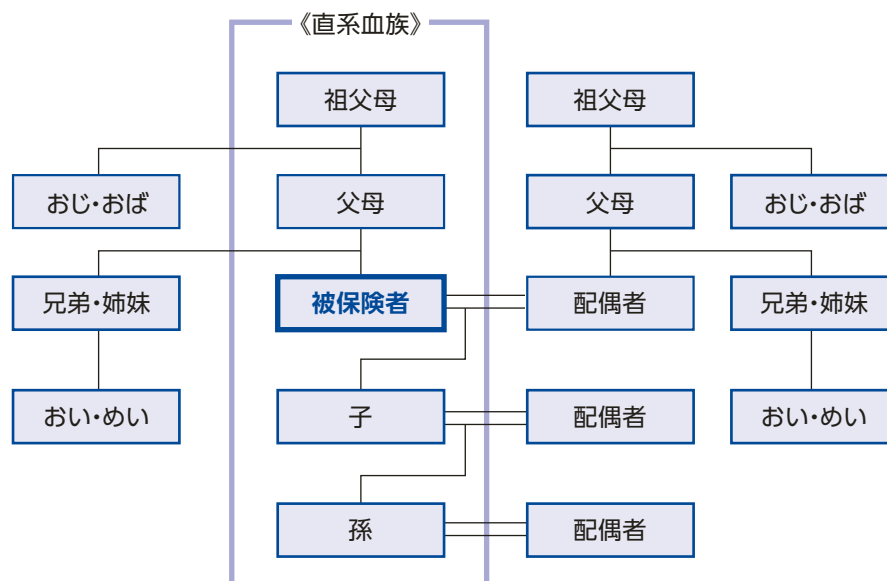 《直系血族》
祖父母
祖父母
おじ・おば
父母
父母
おじ・おば
兄弟・姉妹
被保険者
配偶者
兄弟・姉妹
おい・めい
子
配偶者
おい・めい
孫
配偶者